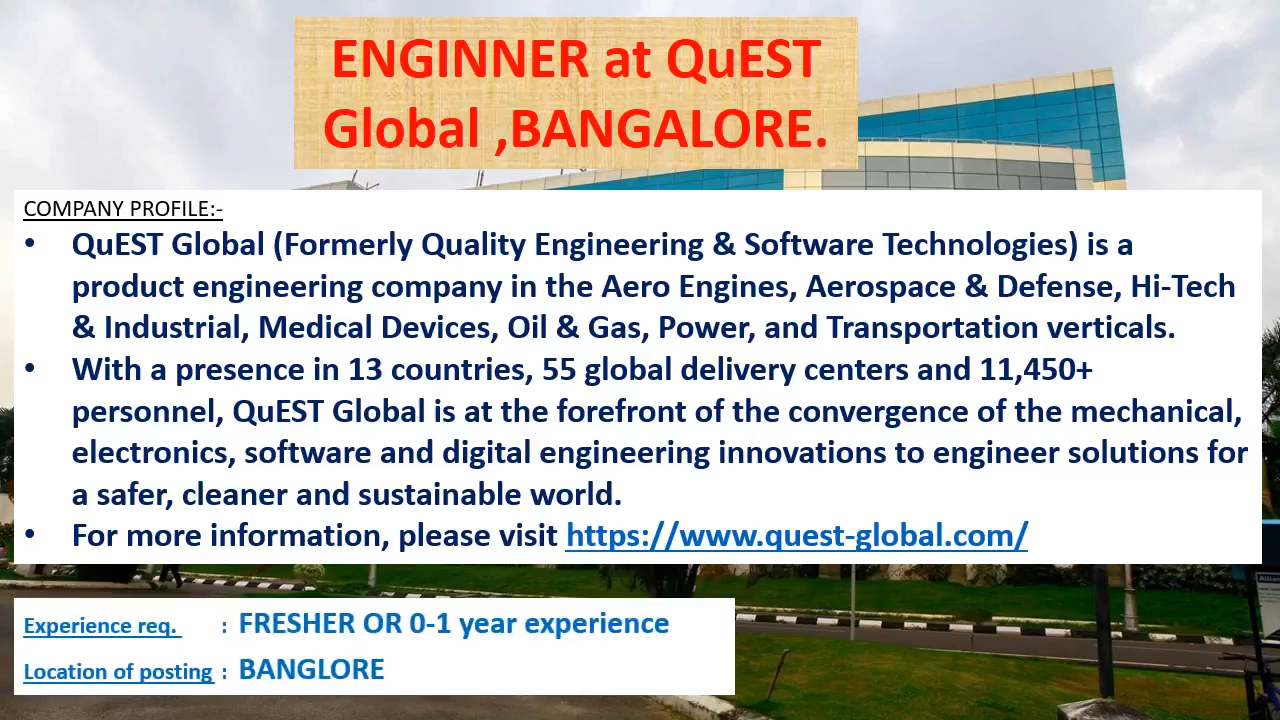 ENGINNER at QuEST
Global ,BANGALORE.
COMPANY PROFILE:-
• QuEST Global (Formerly Quality Engineering & Software Technologies) is a
product engineering company in the Aero Engines, Aerospace & Defense, Hi-Tech
& Industrial, Medical Devices, Oil & Gas, Power, and Transportation verticals.
• With a presence in 13 countries, 55 global delivery centers and 11,450+
personnel, QuEST Global is at the forefront of the convergence of the mechanical,
electronics, software and digital engineering innovations to engineer solutions for
a safer, cleaner and sustainable world.
• For more information, please visit https://www.quest-global.com/
Experience req. : FRESHER OR 0-1 year experience
Location of posting : BANGLORE